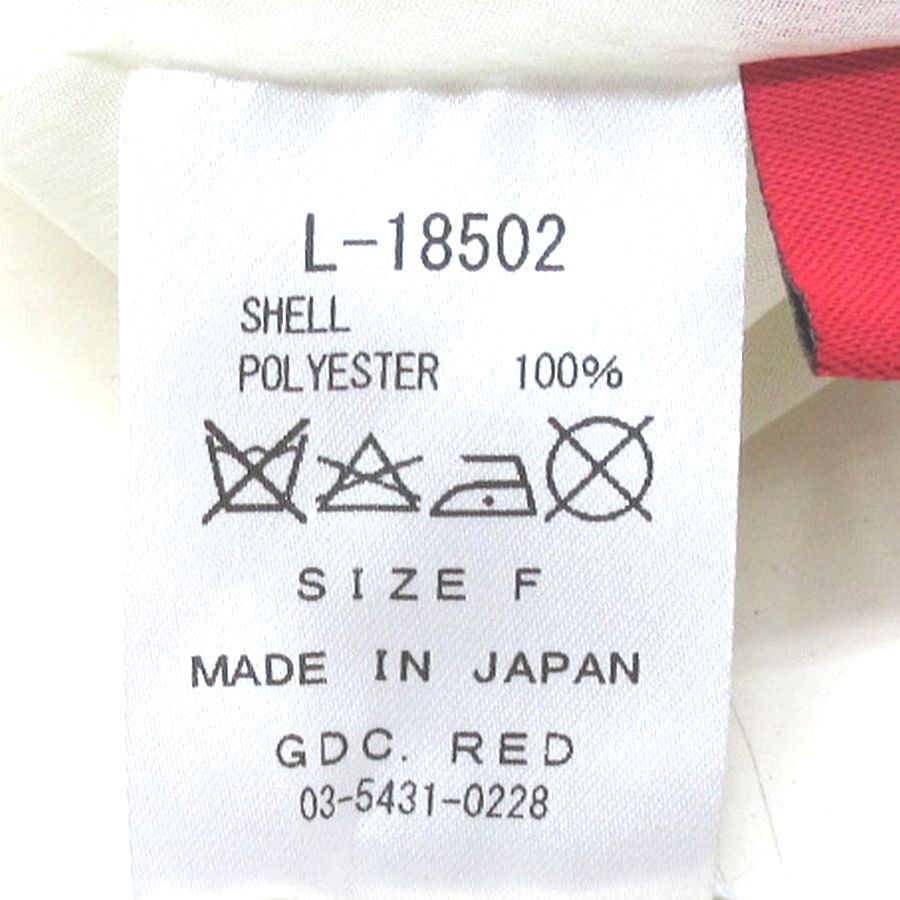 L-18502
SHELL
POLYESTER 100%
SIZE F
MADE IN JAPAN
GDC. RED
03-5431-0228